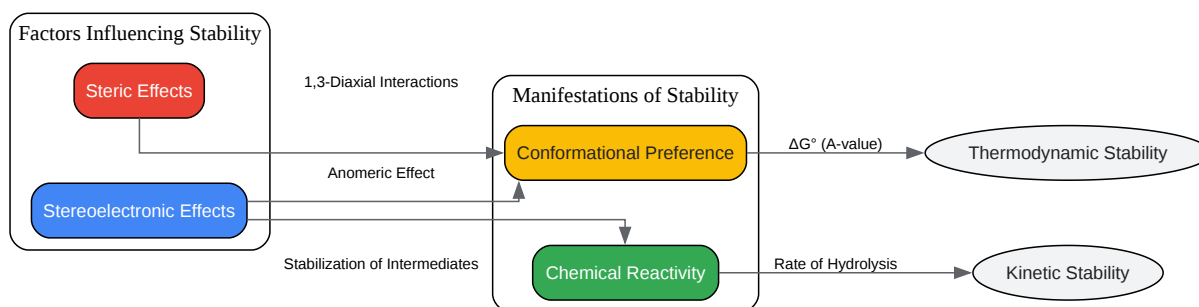 Factors Influencing Stability
Steric Effects
Stereoelectronic Effects
1,3-Diaxial Interactions
Anomeric Effect
Stabilization of Intermediates
Manifestations of Stability
Conformational Preference
Chemical Reactivity
ΔG° (A-value)
Rate of Hydrolysis
Thermodynamic Stability
Kinetic Stability